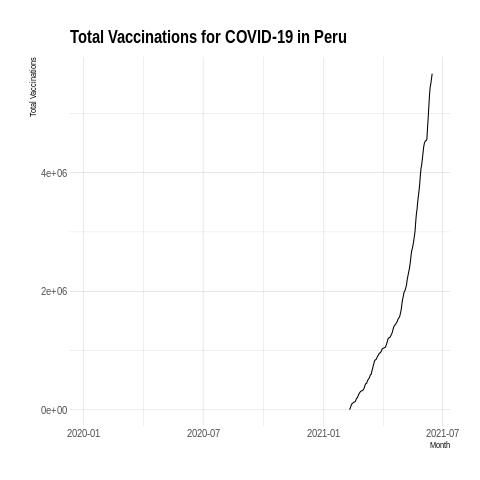 Total Vaccinations for COVID-19 in Peru
Total Vaccinations
4e+06
2e+06
0e+00
2020-01 2020-07 2021-01 2021-07
Month